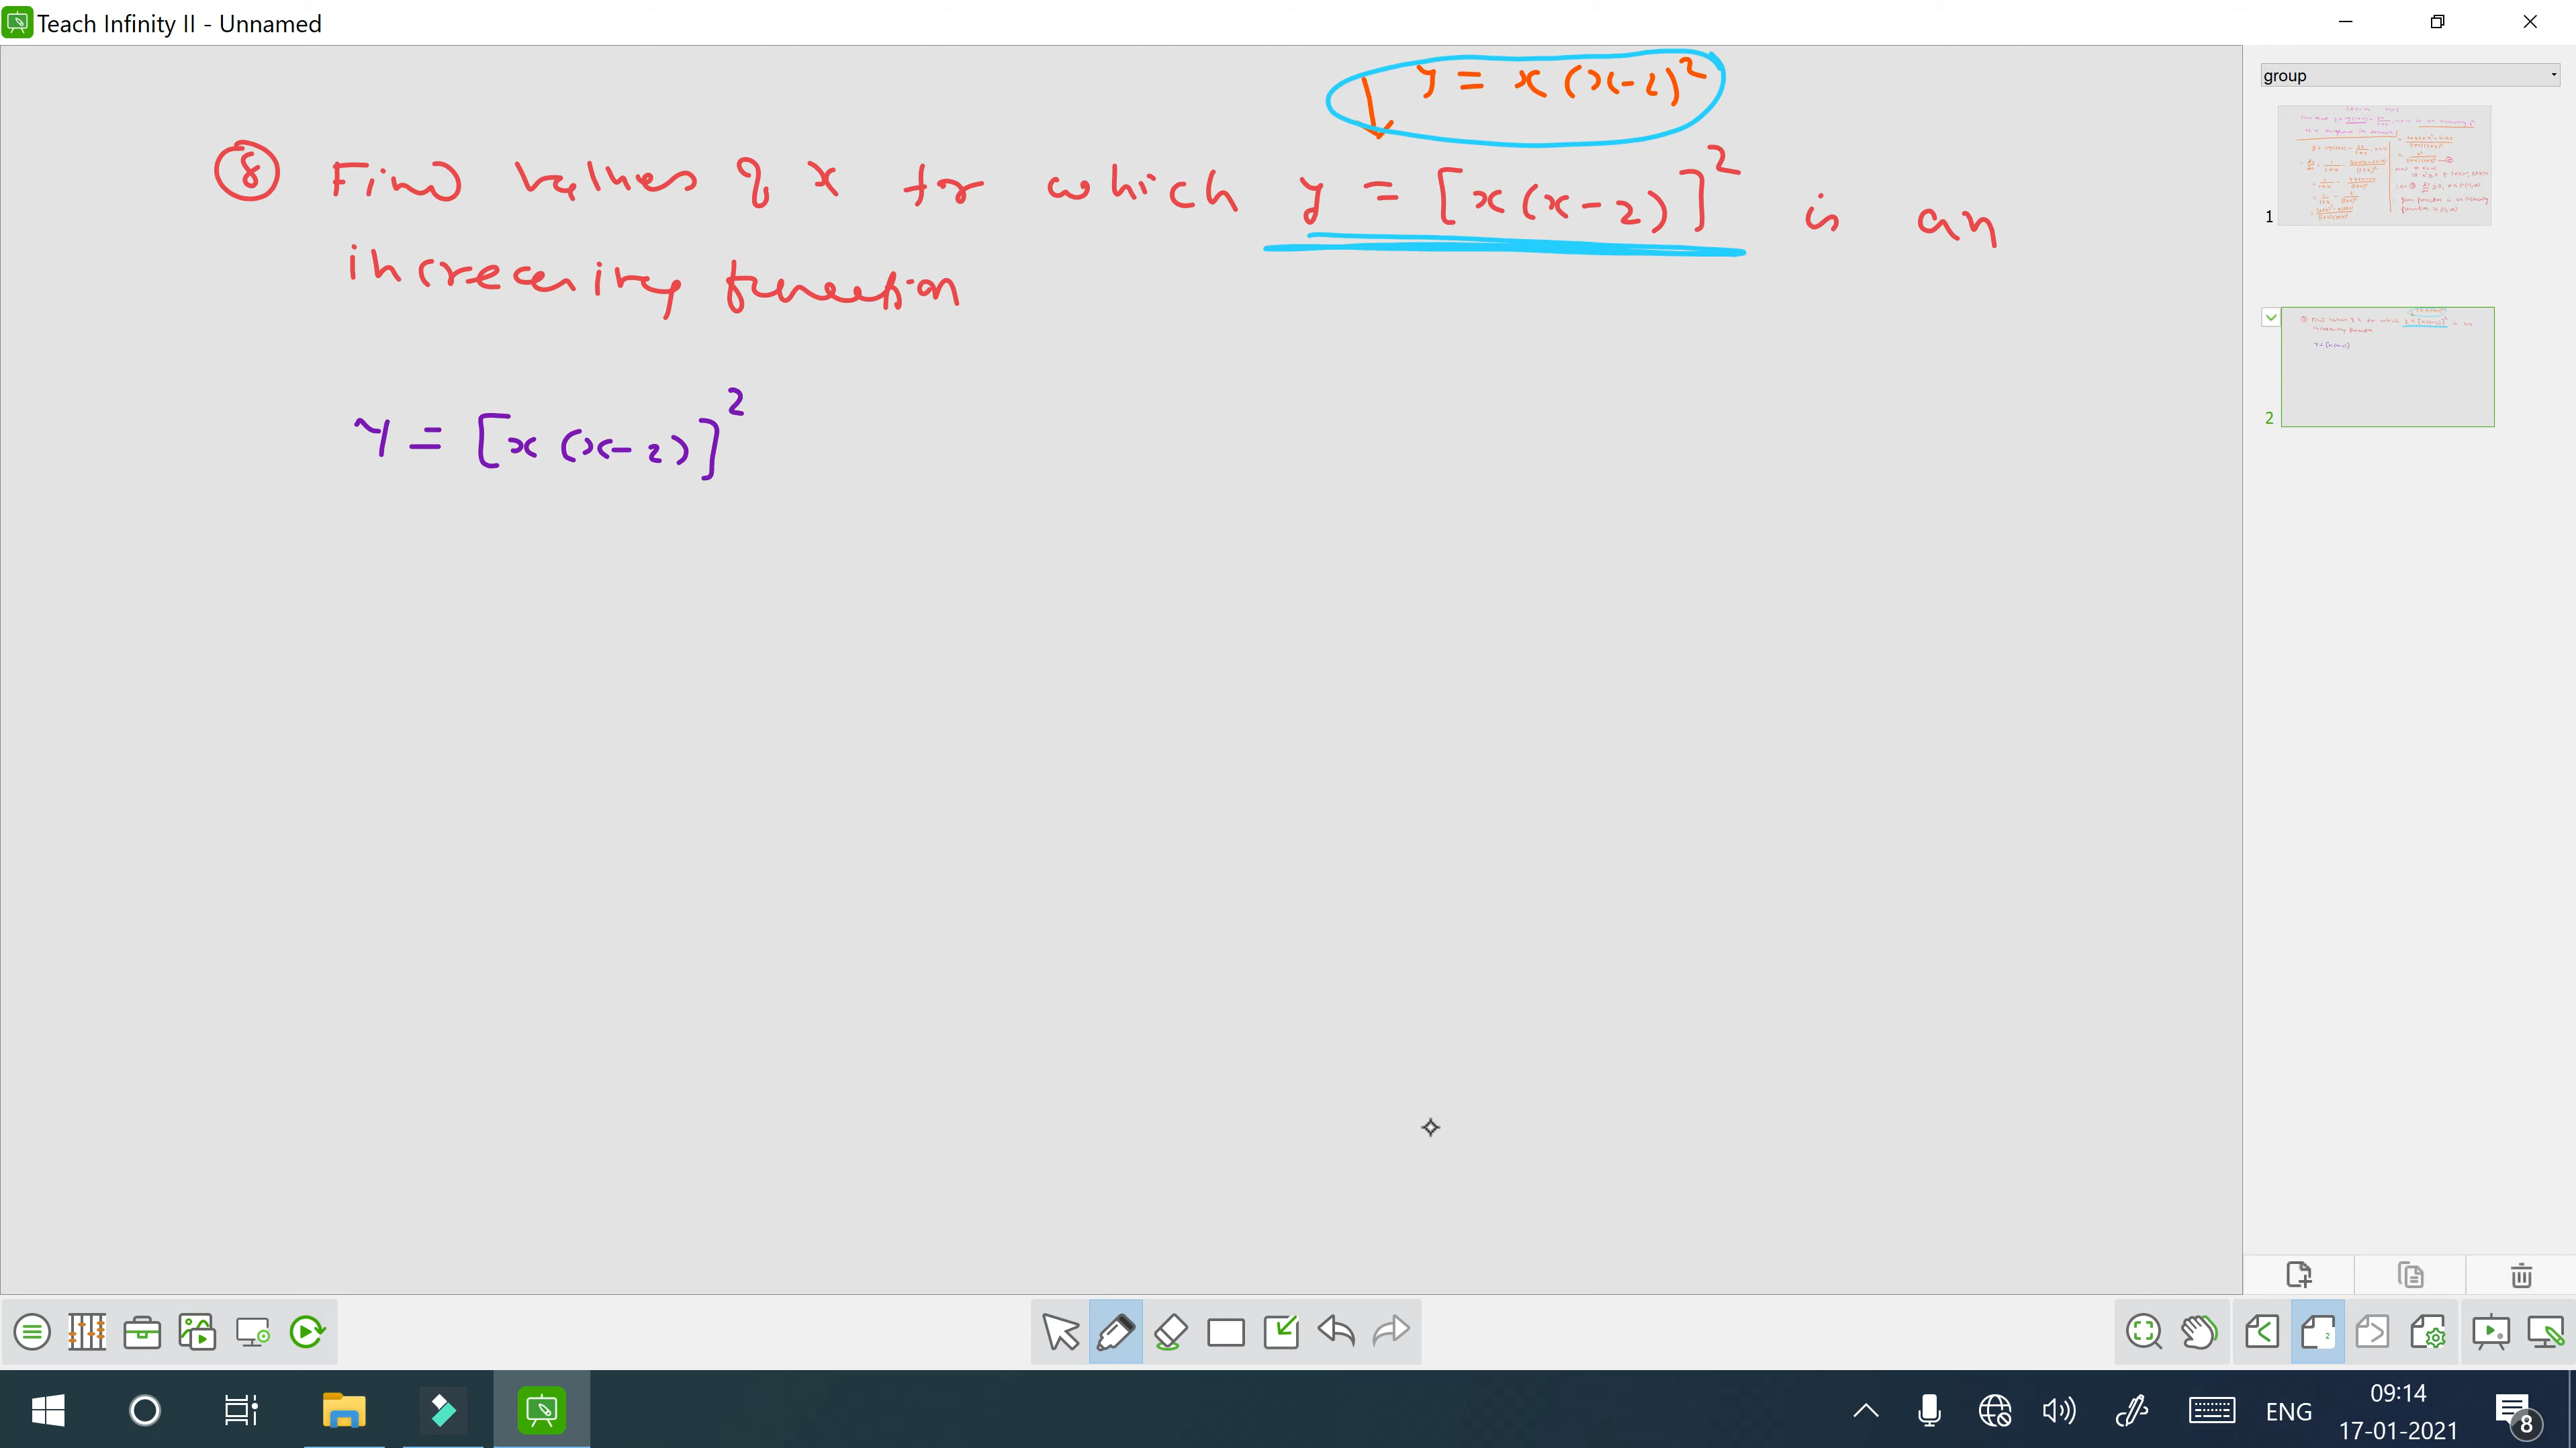 Teach Infinity II - Unnamed
group
y = x (x-2)²
⑧ Find values of x for which y = [x(x-2)]² is an
increasing function
y = [x (x-2)]²
1
2
2
ENG
09:14
17-01-2021
8